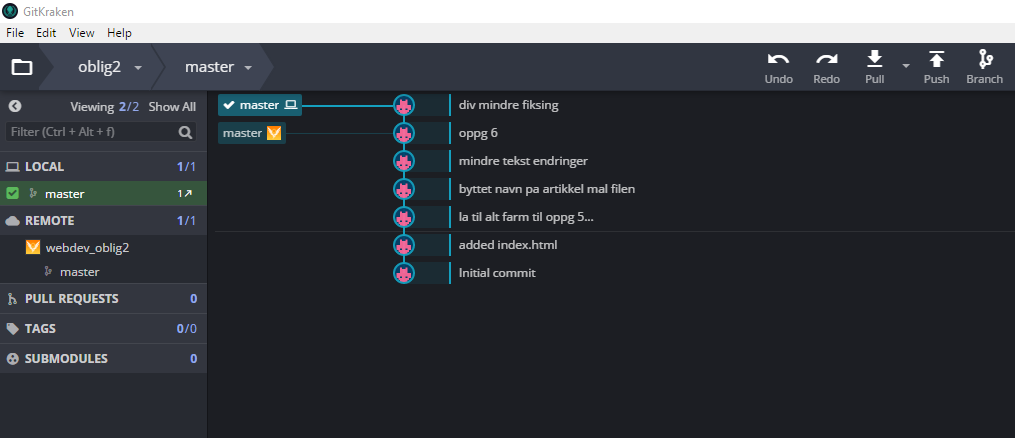 GitKraken
File Edit View Help
oblig2 master Undo Redo Pull Push Branch
Viewing 2/2 Show All
Filter (Ctrl + Alt + f)
LOCAL 1/1
master 1
REMOTE 1/1
webdev_oblig2
master
PULL REQUESTS 0
TAGS 0/0
SUBMODULES 0
master div mindre fiksing
master oppg 6
mindre tekst endringer
byttet navn pa artikkel mal filen
la til alt farm til oppg 5...
added index.html
Initial commit